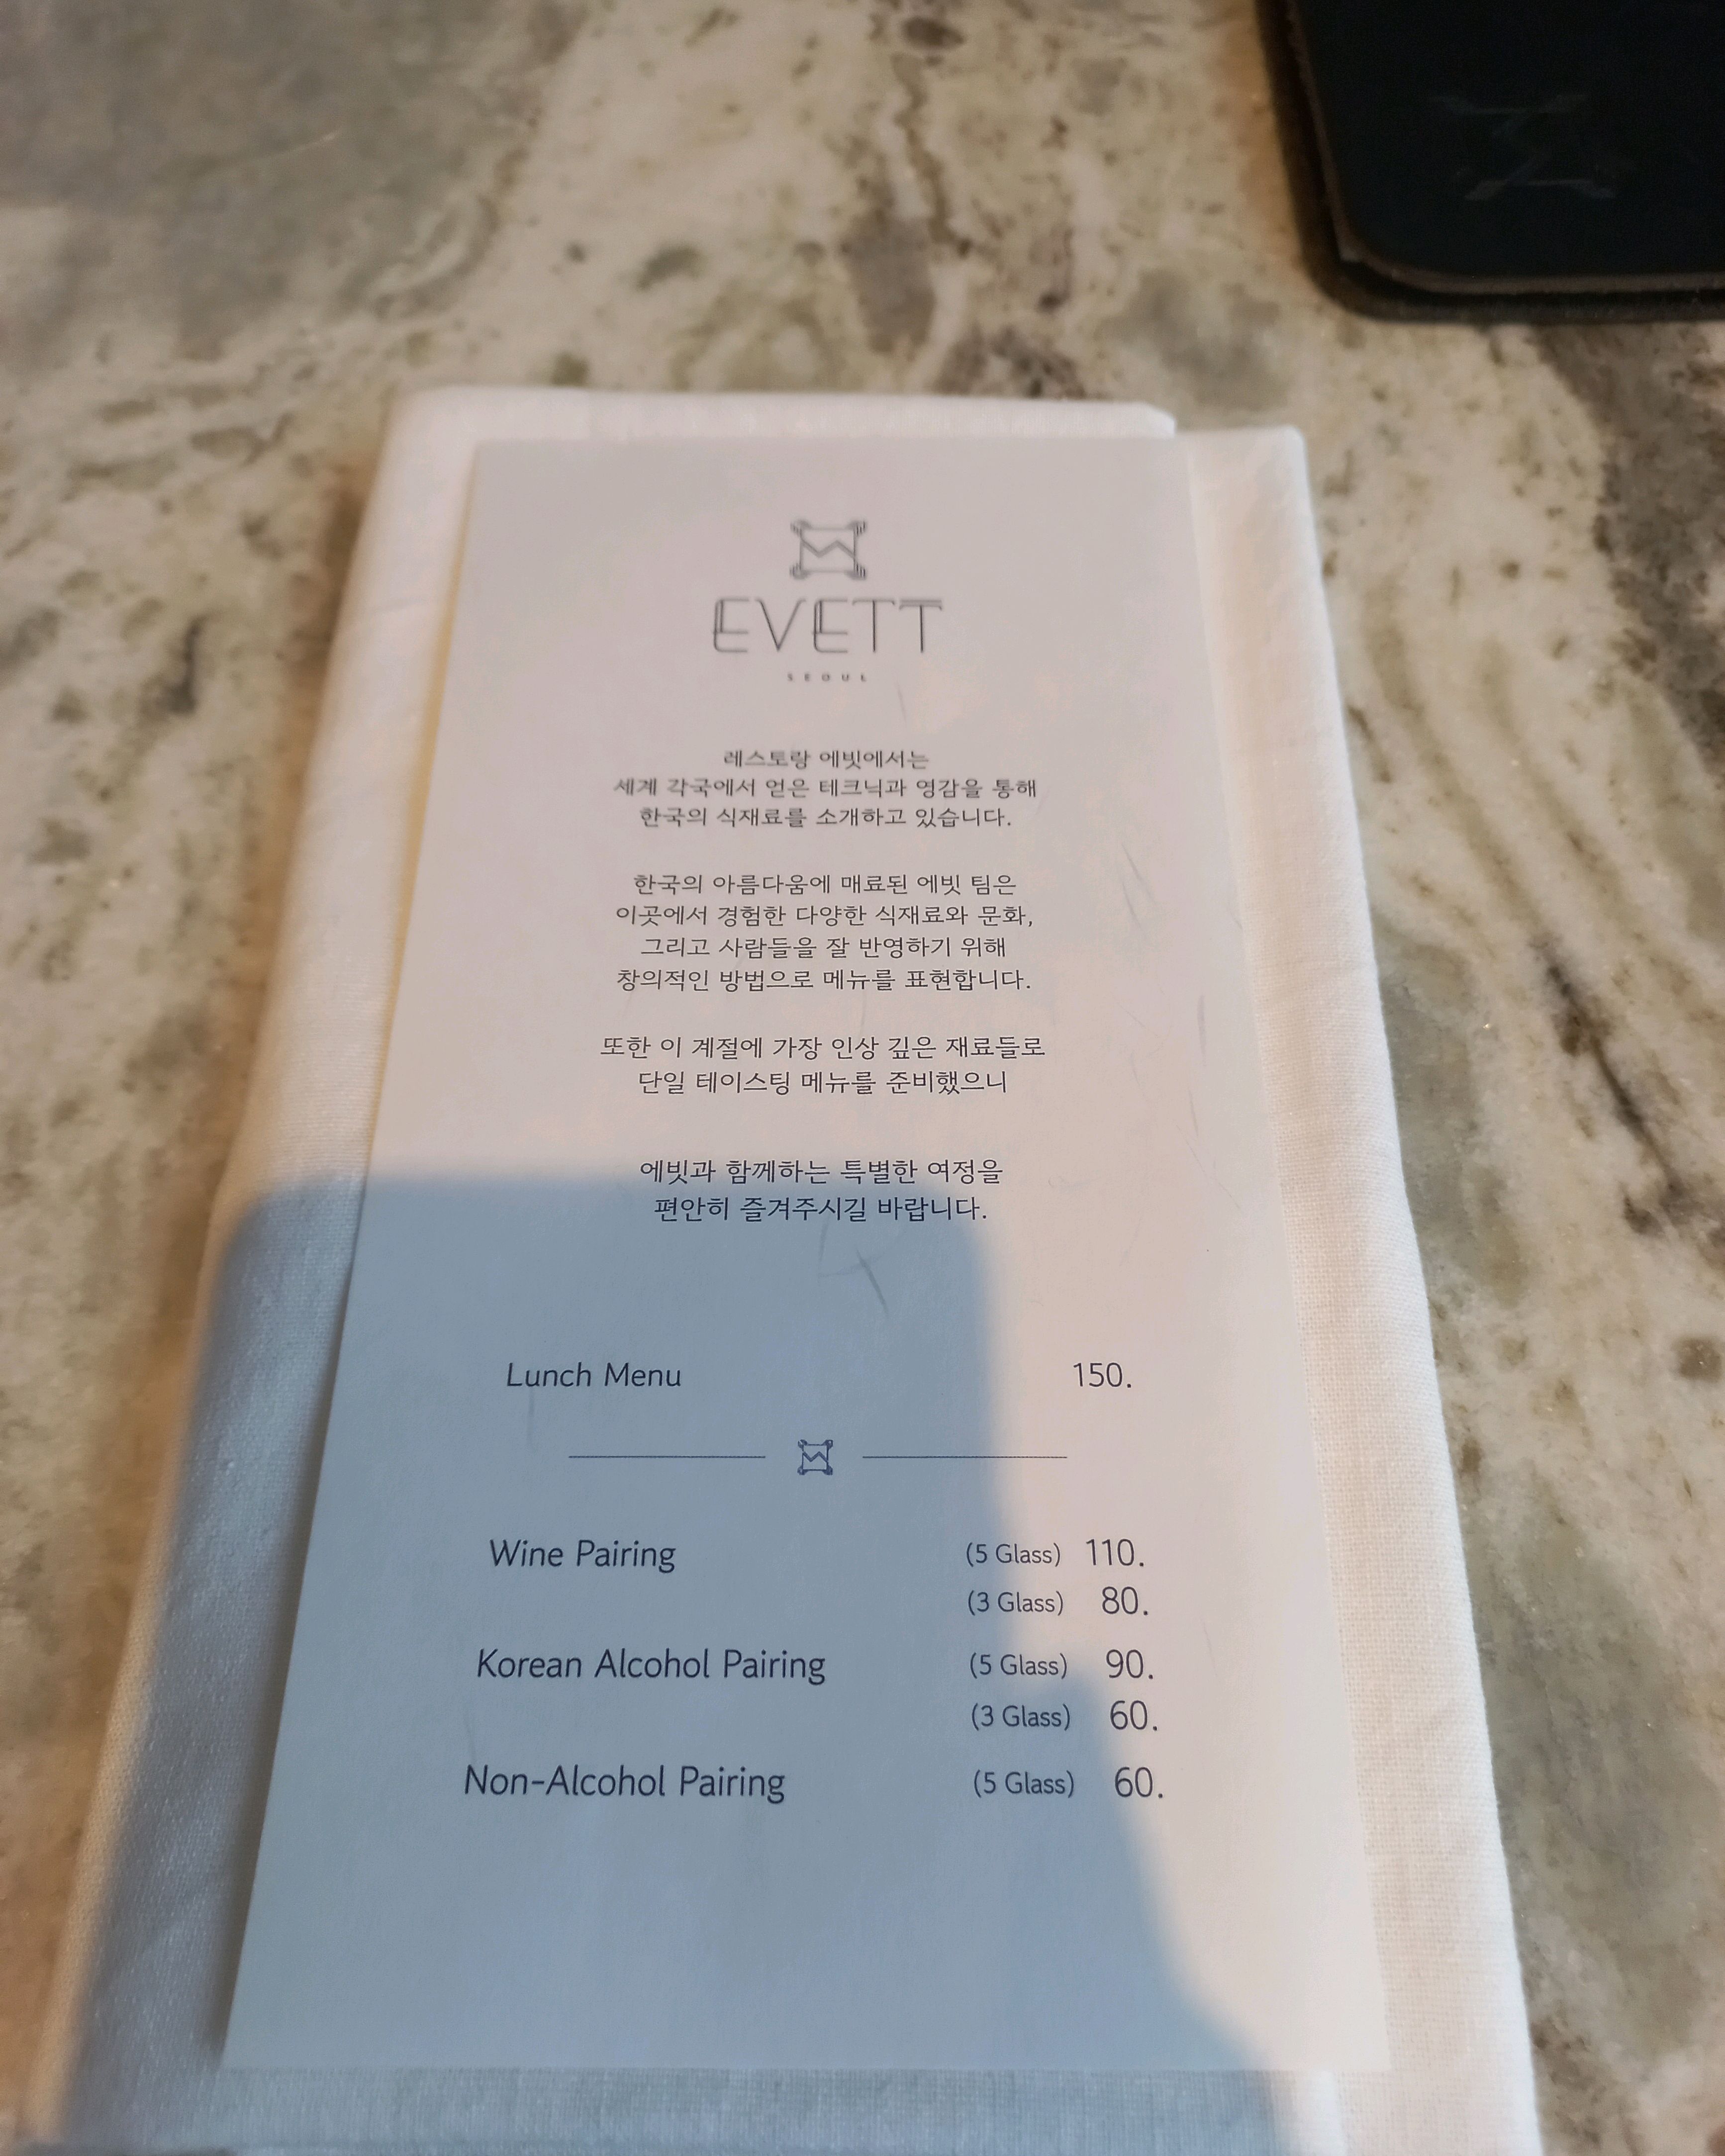 EVETT
SEOUL
레스토랑 에빗에서는
세계 각국에서 얻은 테크닉과 영감을 통해
한국의 식재료를 소개하고 있습니다.
한국의 아름다움에 매료된 에빗 팀은
이곳에서 경험한 다양한 식재료와 문화,
그리고 사람들을 잘 반영하기 위해
창의적인 방법으로 메뉴를 표현합니다.
또한 이 계절에 가장 인상 깊은 재료들로
단일 테이스팅 메뉴를 준비했으니
에빗과 함께하는 특별한 여정을
편안히 즐겨주시길 바랍니다.
Lunch Menu 150.
Wine Pairing (5 Glass) 110.
(3 Glass) 80.
Korean Alcohol Pairing (5 Glass) 90.
(3 Glass) 60.
Non-Alcohol Pairing (5 Glass) 60.